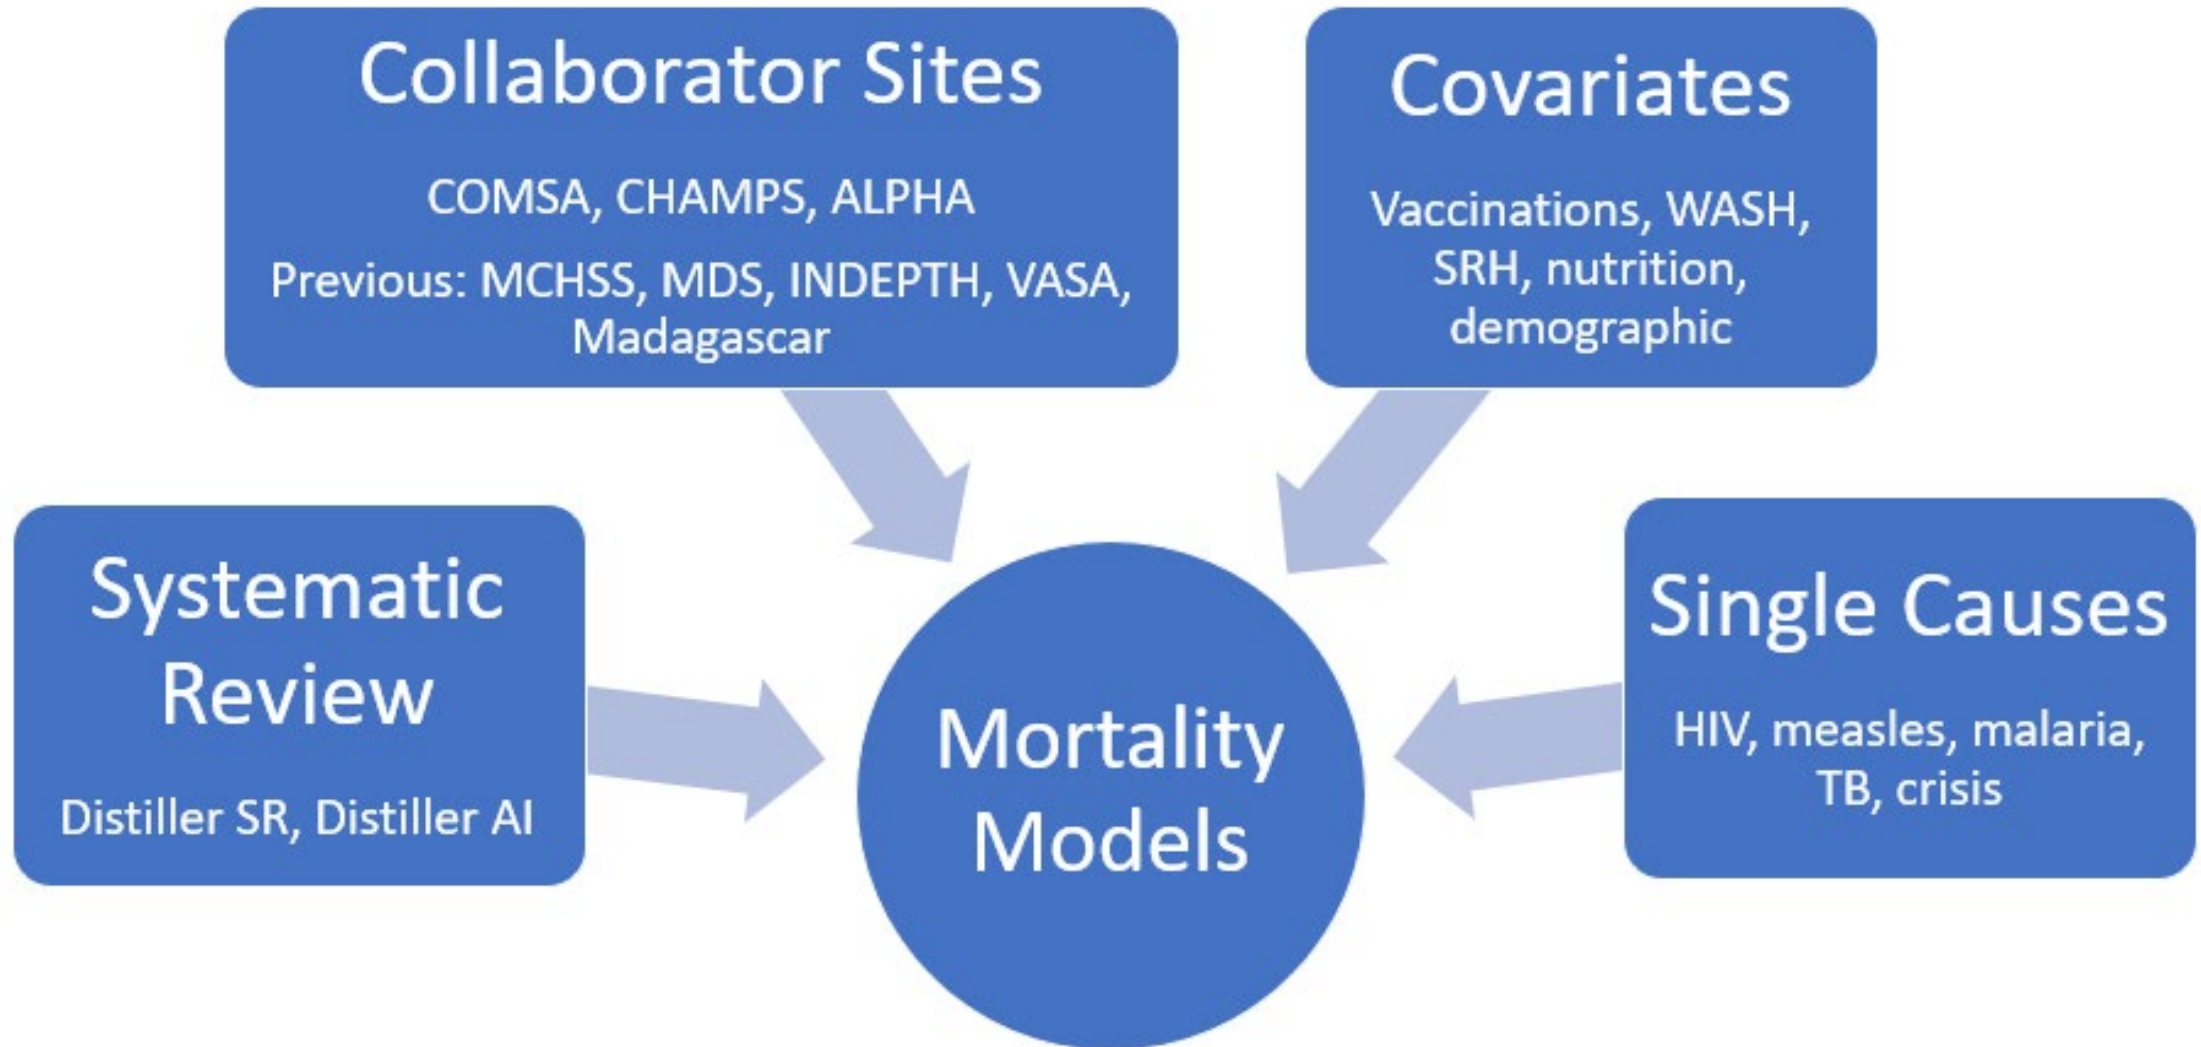 Collaborator Sites
COMSA, CHAMPS, ALPHA
Previous: MCHSS, MDS, INDEPTH, VASA,
Madagascar
Covariates
Vaccinations, WASH,
SRH, nutrition,
demographic
Systematic
Review
Distiller SR, Distiller AI
Single Causes
HIV, measles, malaria,
TB, crisis
Mortality
Models